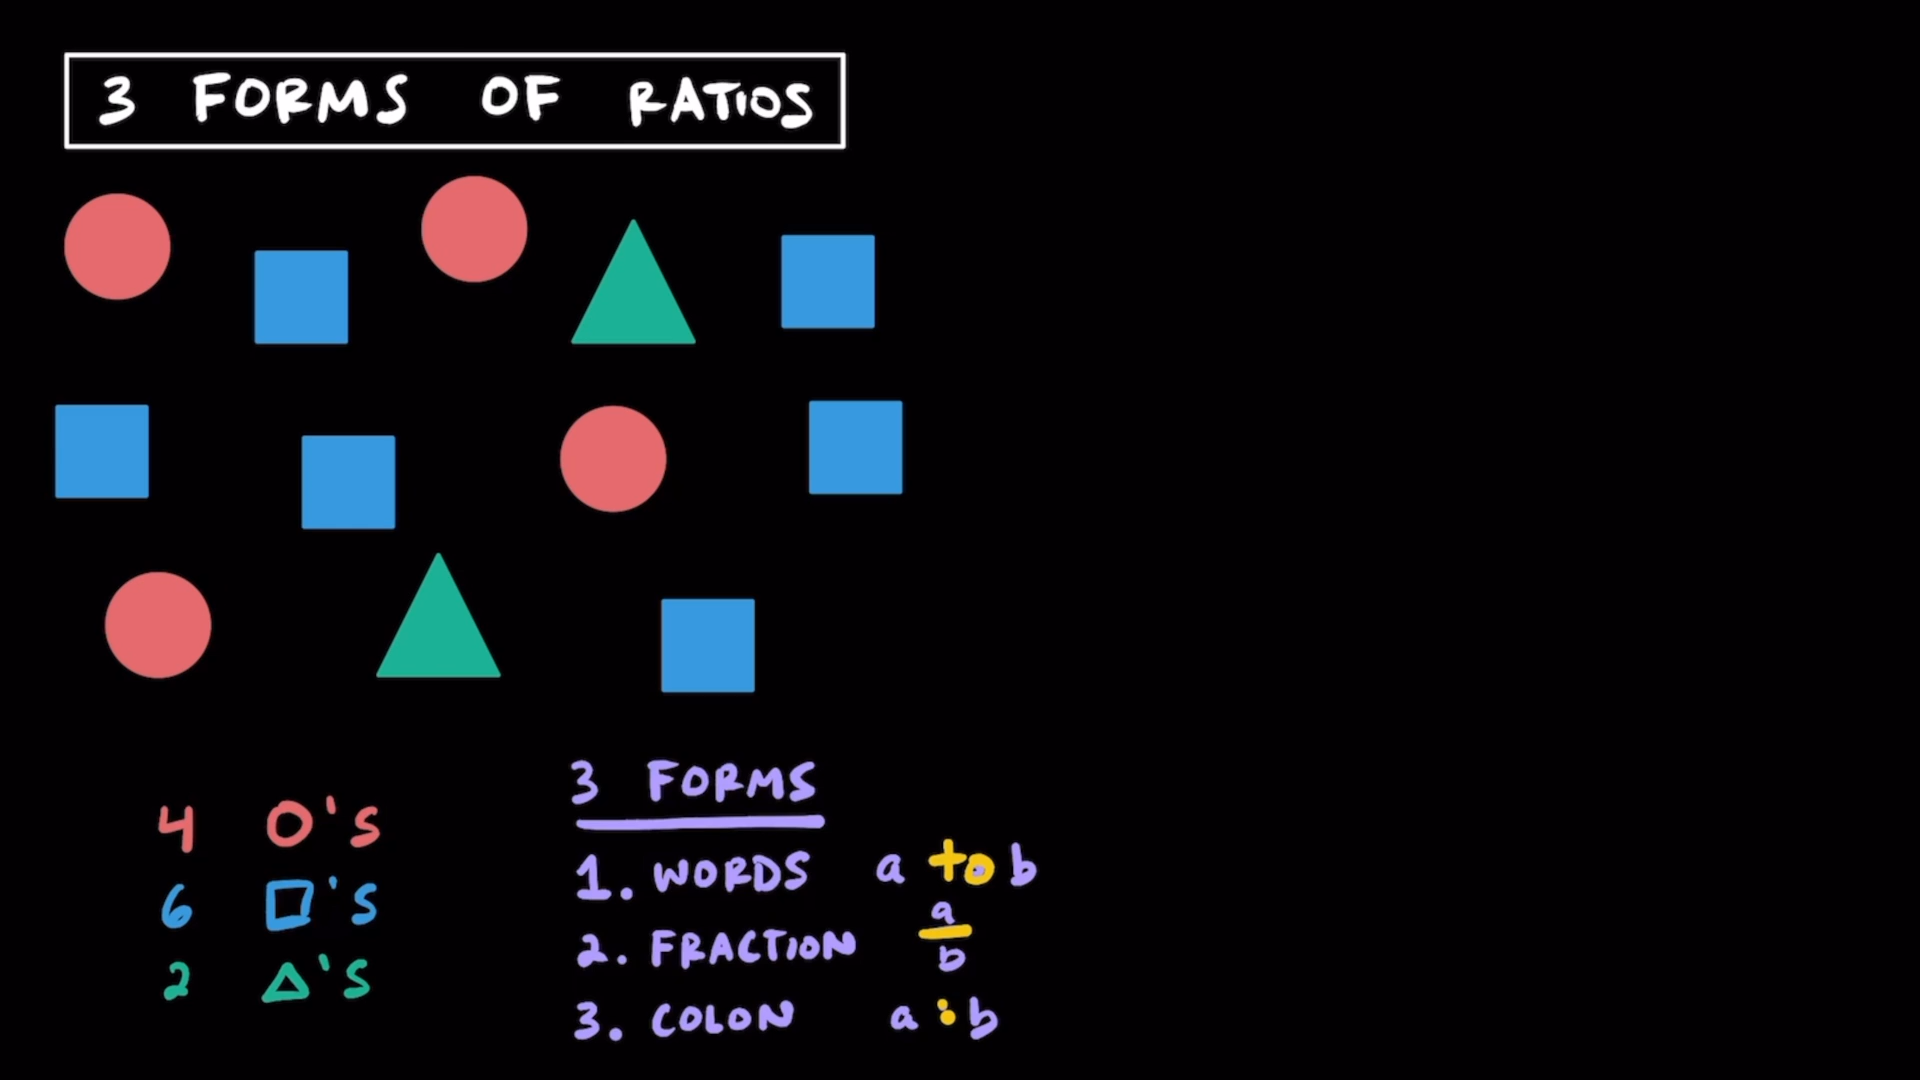 3 FORMS OF RATIOS
4 O's
6 □'s
2 △'s
3 FORMS
1. WORDS a to b
2. FRACTION a/b
3. COLON a : b